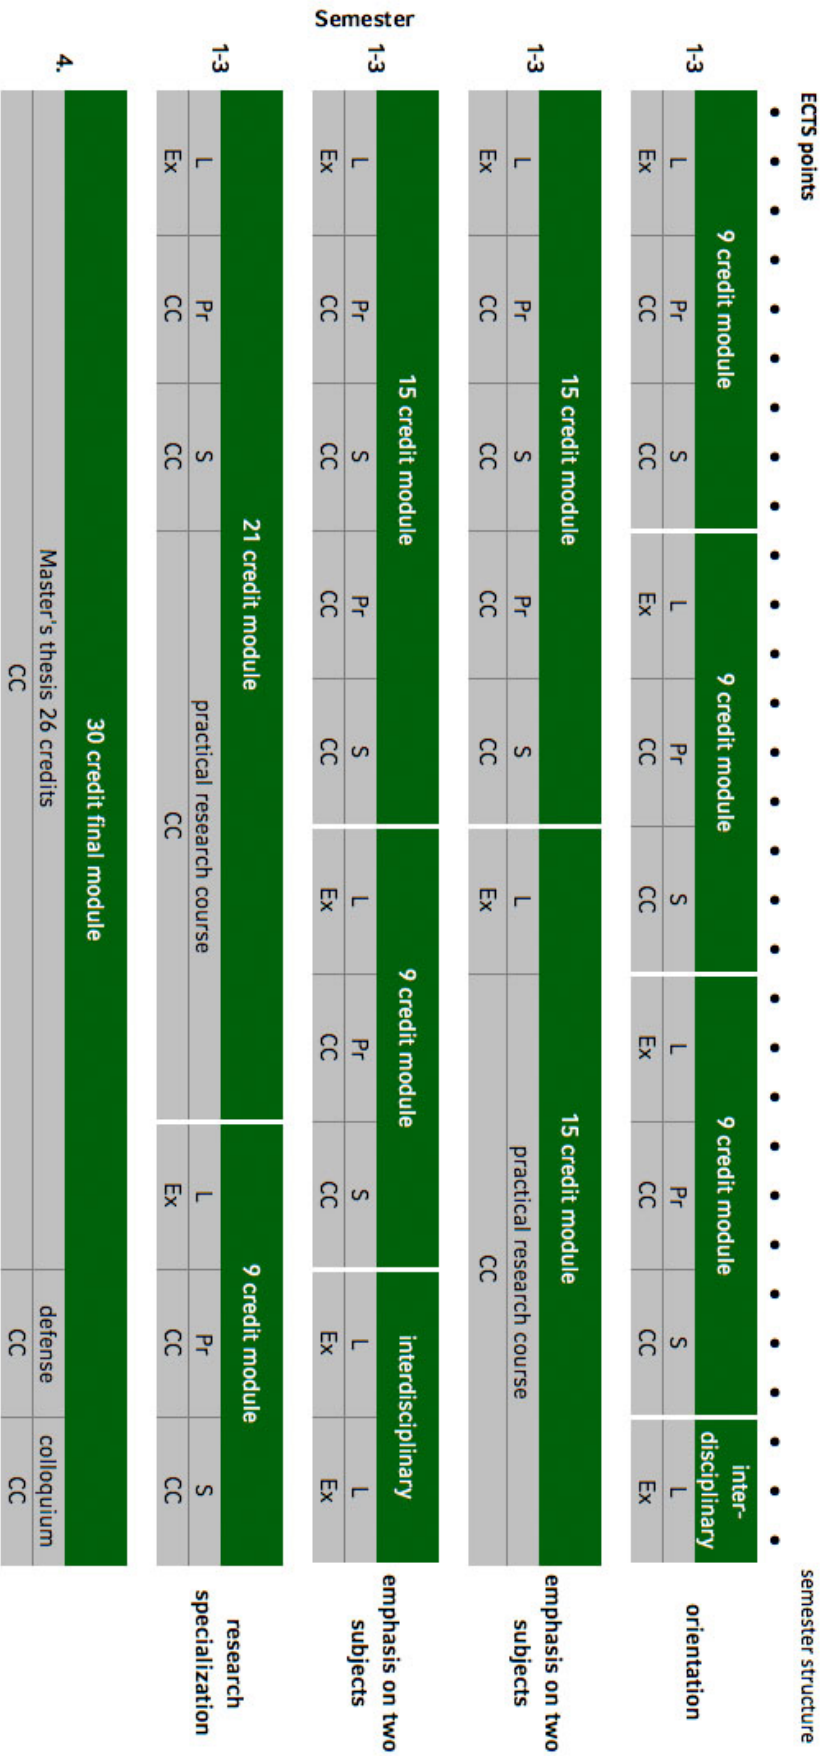 ECTS points
semester structure
Semester
1-3
9 credit module
9 credit module
9 credit module
inter-
disciplinary
orientation
L Pr S L Pr S L Pr S L
Ex CC CC Ex CC CC Ex CC CC Ex
1-3
15 credit module
15 credit module
emphasis on two
subjects
L Pr S Pr S L practical research course
Ex CC CC CC CC Ex CC
1-3
15 credit module
9 credit module
interdisciplinary
emphasis on two
subjects
L Pr S Pr S L Pr S L L
Ex CC CC CC CC Ex CC CC Ex Ex
1-3
21 credit module
9 credit module
research
specialization
L Pr S practical research course L Pr S
Ex CC CC CC Ex CC CC
4.
30 credit final module
Master's thesis 26 credits defense colloquium
CC CC CC